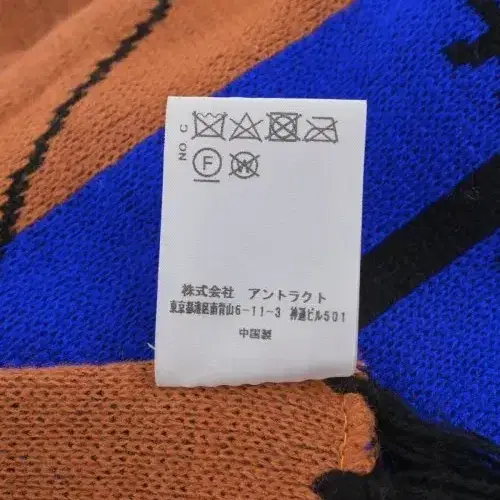 NO C
F
W
株式会社 アントラクト
東京都港区南青山6-11-3 神通ビル501
中国製